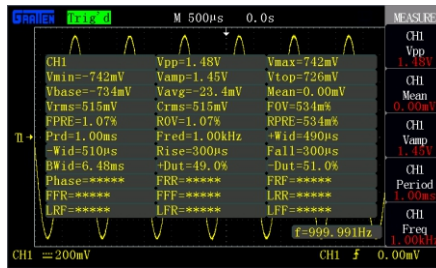 GRATTEN Trig'd M 500μs 0.0s MEASURE
CH1 Vpp=1.48V Vmax=742mV
Vmin=-742mV Vamp=1.45V Vtop=726mV
Vbase=-734mV Vavg=-23.4mV Mean=0.00mV
Vrms=515mV Crms=515mV FOV=534m%
FPRE=1.07% ROV=1.07% RPRE=534m%
Prd=1.00ms Fred=1.00kHz +Wid=490μs
-Wid=510μs Rise=300μs Fall=300μs
BWid=6.48ms +Dut=49.0% -Dut=51.0%
Phase=***** FRR=***** FRF=*****
FFR=***** FFF=***** LRR=*****
LRF=***** LFR=***** LFF=*****
f=999.991Hz
CH1
Vpp
1.48V
CH1
Mean
0.00mV
CH1
Vamp
1.45V
CH1
Period
1.00ms
CH1
Freq
1.00kHz
CH1 200mV CH1 0.00mV